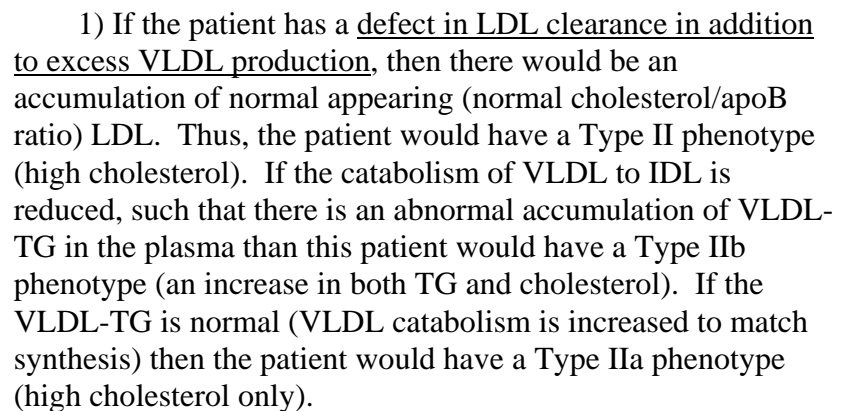 1) If the patient has a defect in LDL clearance in addition
to excess VLDL production, then there would be an
accumulation of normal appearing (normal cholesterol/apoB
ratio) LDL.  Thus, the patient would have a Type II phenotype
(high cholesterol).  If the catabolism of VLDL to IDL is
reduced, such that there is an abnormal accumulation of VLDL-
TG in the plasma than this patient would have a Type IIb
phenotype (an increase in both TG and cholesterol).  If the
VLDL-TG is normal (VLDL catabolism is increased to match
synthesis) then the patient would have a Type IIa phenotype
(high cholesterol only).